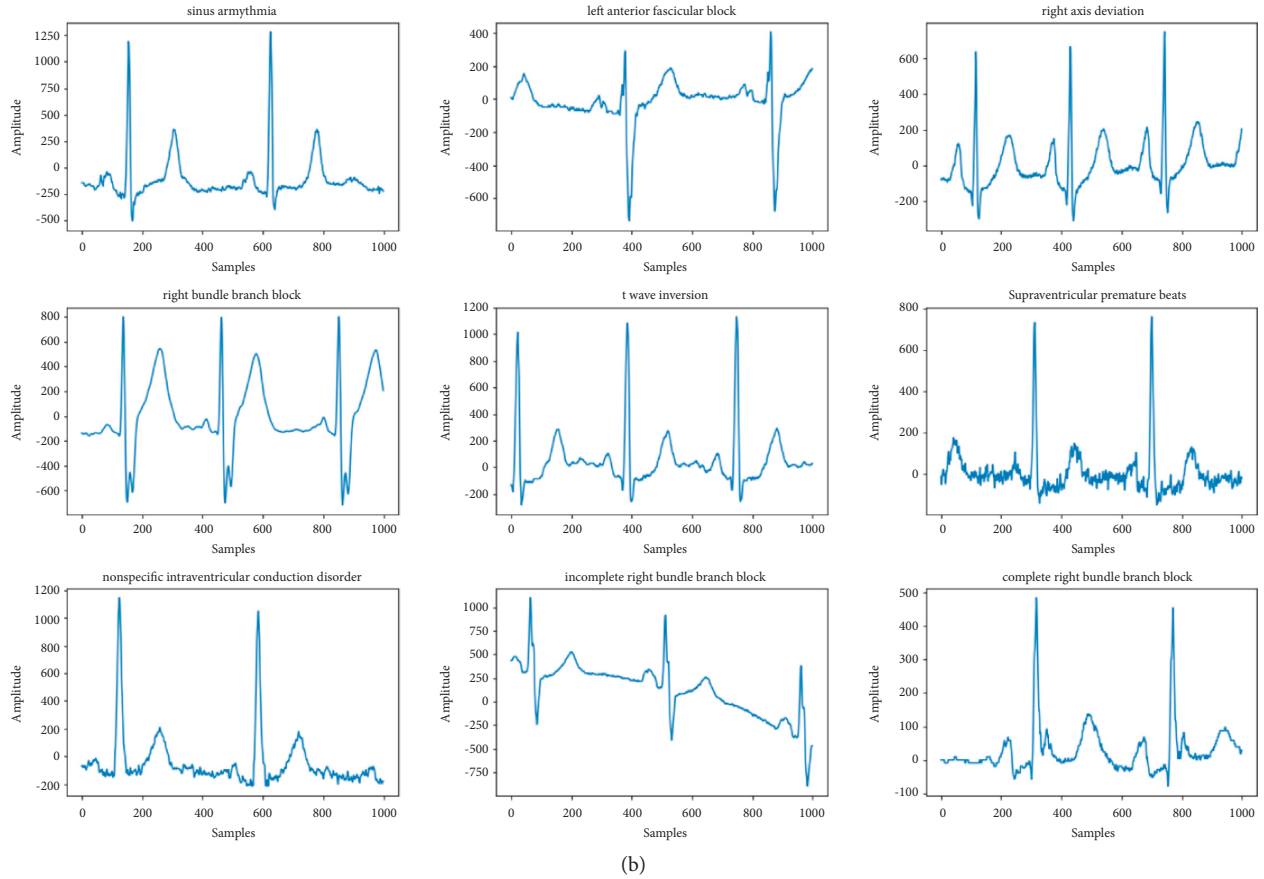 sinus armythmia
1250
1000
750
500
250
0
-250
-500
Amplitude
0 200 400 600 800 1000
Samples
left anterior fascicular block
400
200
0
-200
-400
-600
Amplitude
0 200 400 600 800 1000
Samples
right axis deviation
600
400
200
0
-200
Amplitude
0 200 400 600 800 1000
Samples
right bundle branch block
800
600
400
200
0
-200
-400
-600
Amplitude
0 200 400 600 800 1000
Samples
t wave inversion
1200
1000
800
600
400
200
0
-200
Amplitude
0 200 400 600 800 1000
Samples
Supraventricular premature beats
800
600
400
200
0
Amplitude
0 200 400 600 800 1000
Samples
nonspecific intraventricular conduction disorder
1200
1000
800
600
400
200
0
-200
Amplitude
0 200 400 600 800 1000
Samples
incomplete right bundle branch block
1000
750
500
250
0
-250
-500
-750
Amplitude
0 200 400 600 800 1000
Samples
complete right bundle branch block
500
400
300
200
100
0
-100
Amplitude
0 200 400 600 800 1000
Samples
(b)